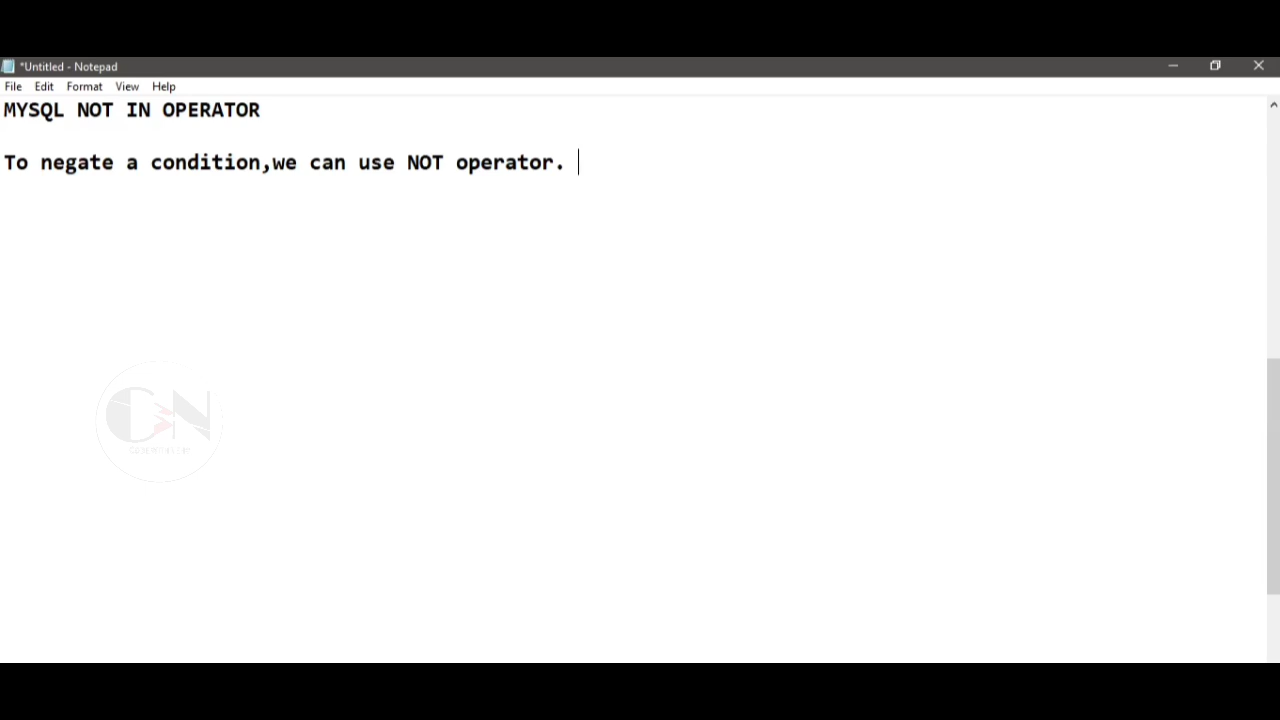 *Untitled - Notepad
File Edit Format View Help
MYSQL NOT IN OPERATOR
To negate a condition,we can use NOT operator.